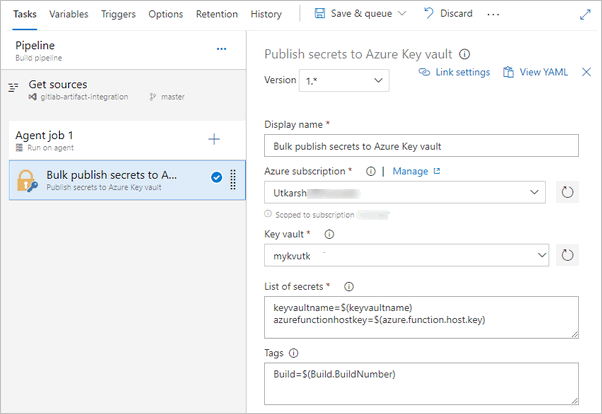 Tasks Variables Triggers Options Retention History Save & queue Discard ...
Pipeline
Build pipeline
...
Get sources
gitlab-artifact-integration master
Agent job 1
Run on agent
Bulk publish secrets to A...
Publish secrets to Azure Key vault
Publish secrets to Azure Key vault
Version 1.* Link settings View YAML
Display name *
Bulk publish secrets to Azure Key vault
Azure subscription * | Manage
Utkarsh
Scoped to subscription
Key vault *
mykvutk
List of secrets *
keyvaultname=$(keyvaultname)
azurefunctionhostkey=$(azure.function.host.key)
Tags
Build=$(Build.BuildNumber)